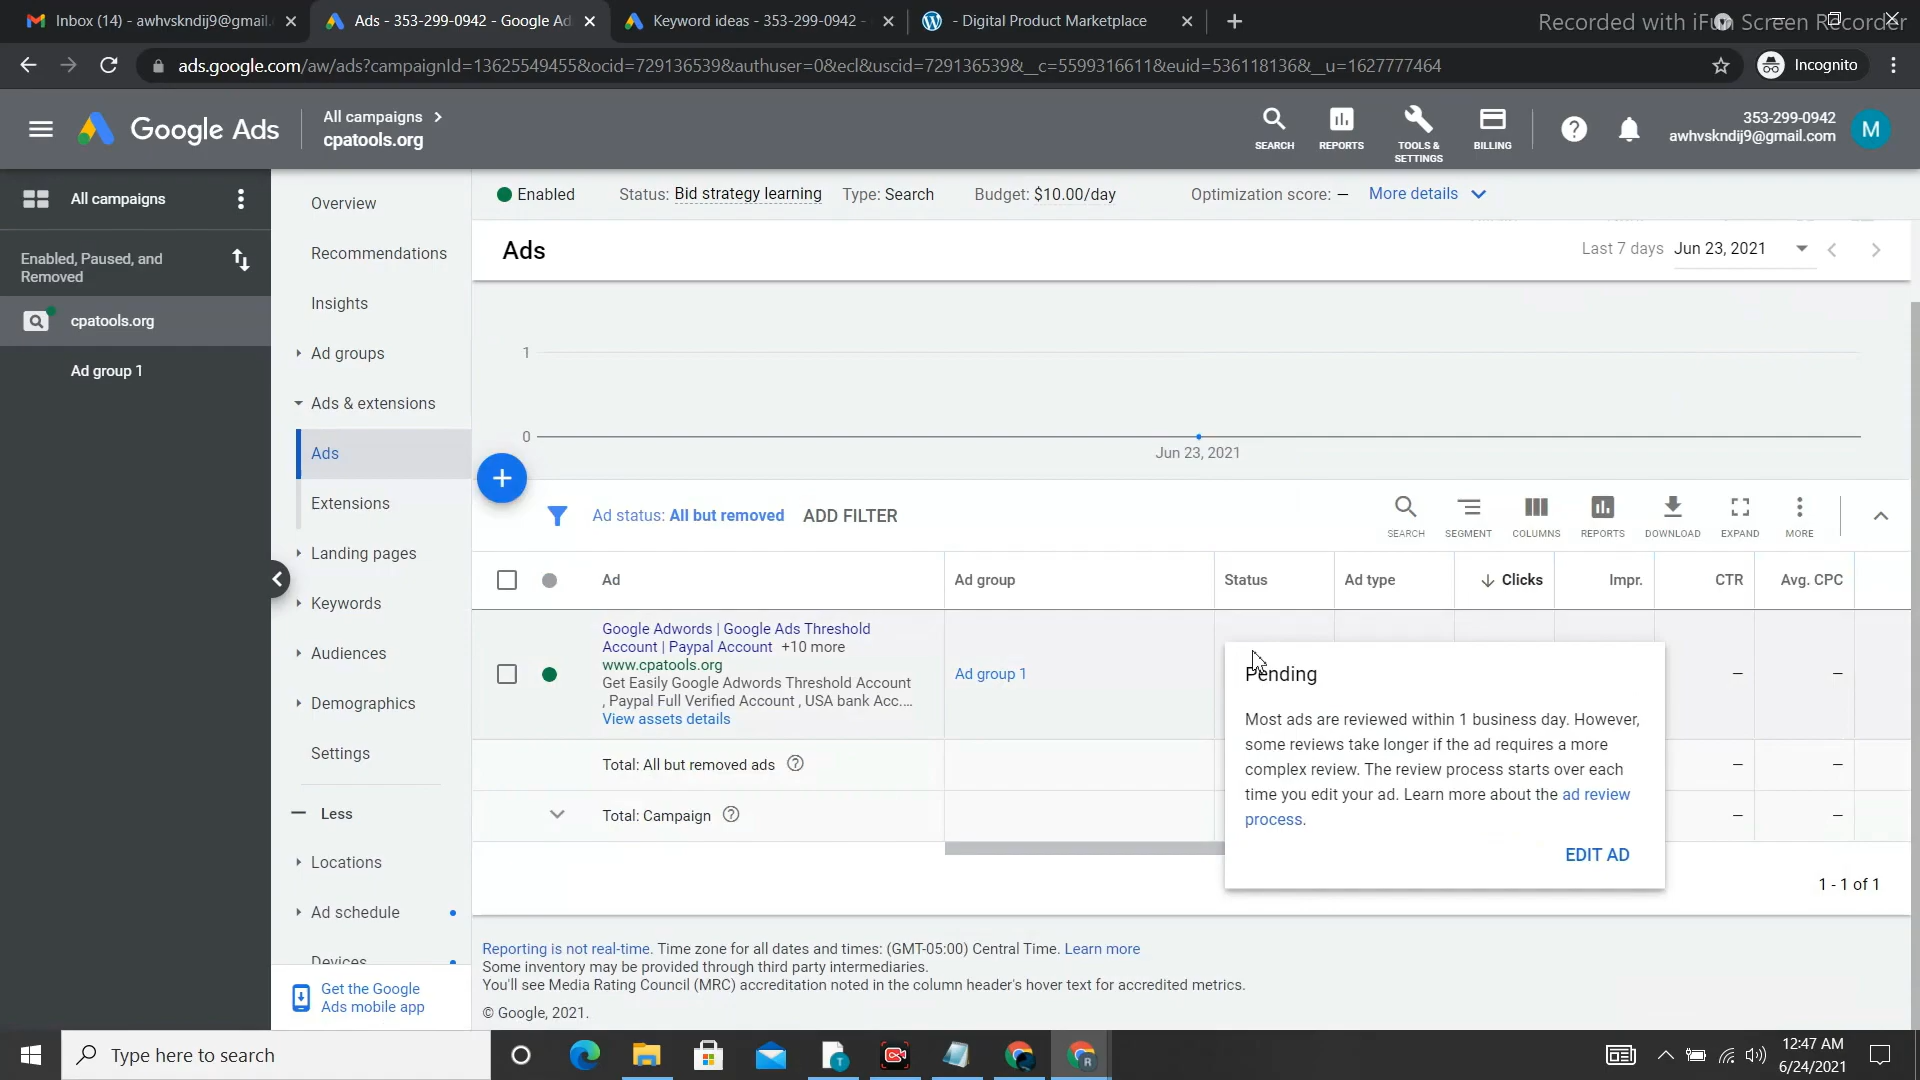 Inbox (14) - awhvskndij9@gmail.
Ads - 353-299-0942 - Google Ad
Keyword ideas - 353-299-0942 -
- Digital Product Marketplace
Recorded with iFun Screen Recorder
ads.google.com/aw/ads?campaignId=13625549455&ocid=729136539&authuser=0&ecl&uscid=729136539&__c=5599316611&euid=536118136&__u=1627777464
Incognito
Google Ads
All campaigns
cpatools.org
SEARCH
REPORTS
TOOLS &
SETTINGS
BILLING
353-299-0942
awhvskndij9@gmail.com
M
All campaigns
Enabled, Paused, and
Removed
cpatools.org
Ad group 1
Overview
Recommendations
Insights
Ad groups
Ads & extensions
Ads
Extensions
Landing pages
Keywords
Audiences
Demographics
Settings
Less
Locations
Ad schedule
Devices
Get the Google
Ads mobile app
Enabled
Status: Bid strategy learning
Type: Search
Budget: $10.00/day
Optimization score: –
More details
Ads
Last 7 days
Jun 23, 2021
1
0
Jun 23, 2021
Ad status: All but removed
ADD FILTER
SEARCH
SEGMENT
COLUMNS
REPORTS
DOWNLOAD
EXPAND
MORE
Ad
Ad group
Status
Ad type
Clicks
Impr.
CTR
Avg. CPC
Google Adwords | Google Ads Threshold
Account | Paypal Account +10 more
www.cpatools.org
Get Easily Google Adwords Threshold Account
, Paypal Full Verified Account , USA bank Acc....
View assets details
Ad group 1
–
–
Total: All but removed ads
–
–
Total: Campaign
–
–
Pending
Most ads are reviewed within 1 business day. However,
some reviews take longer if the ad requires a more
complex review. The review process starts over each
time you edit your ad. Learn more about the ad review
process.
EDIT AD
1 - 1 of 1
Reporting is not real-time. Time zone for all dates and times: (GMT-05:00) Central Time. Learn more
Some inventory may be provided through third party intermediaries.
You'll see Media Rating Council (MRC) accreditation noted in the column header's hover text for accredited metrics.
© Google, 2021.
Type here to search
12:47 AM
6/24/2021